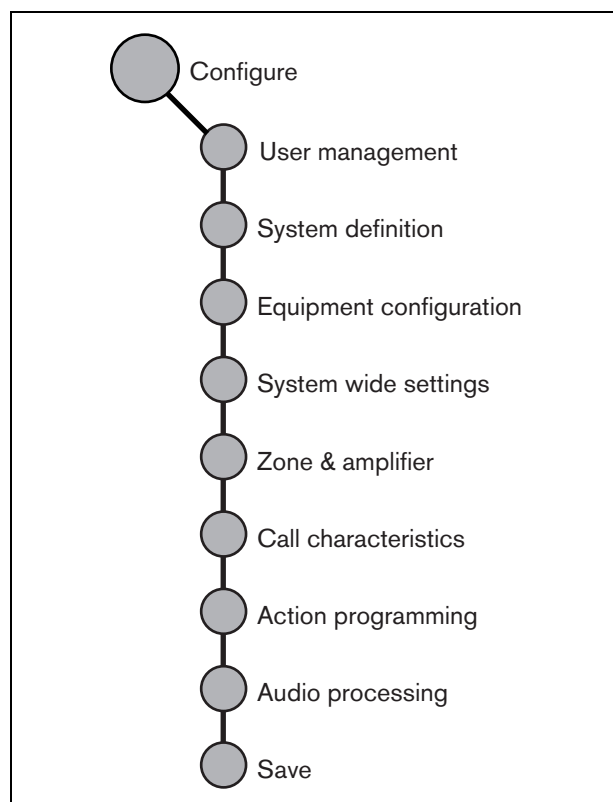 Configure
User management
System definition
Equipment configuration
System wide settings
Zone & amplifier
Call characteristics
Action programming
Audio processing
Save